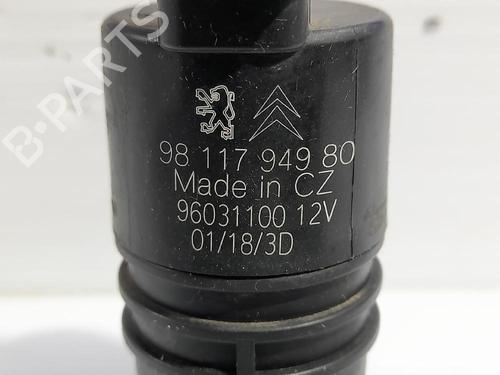 B-PARTS
98 117 949 80
Made in CZ
96031100 12V
01/18/3D